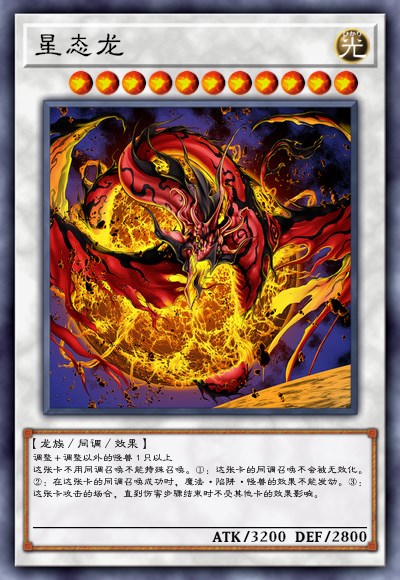 星态龙
光
【龙族/同调/效果】
调整+调整以外的怪兽1只以上
这张卡不用同调召唤不能特殊召唤。①:这张卡的同调召唤不会被无效化。
②:在这张卡的同调召唤成功时,魔法·陷阱·怪兽的效果不能发动。③:
这张卡攻击的场合,直到伤害步骤结束时不受其他卡的效果影响。
ATK/3200 DEF/2800